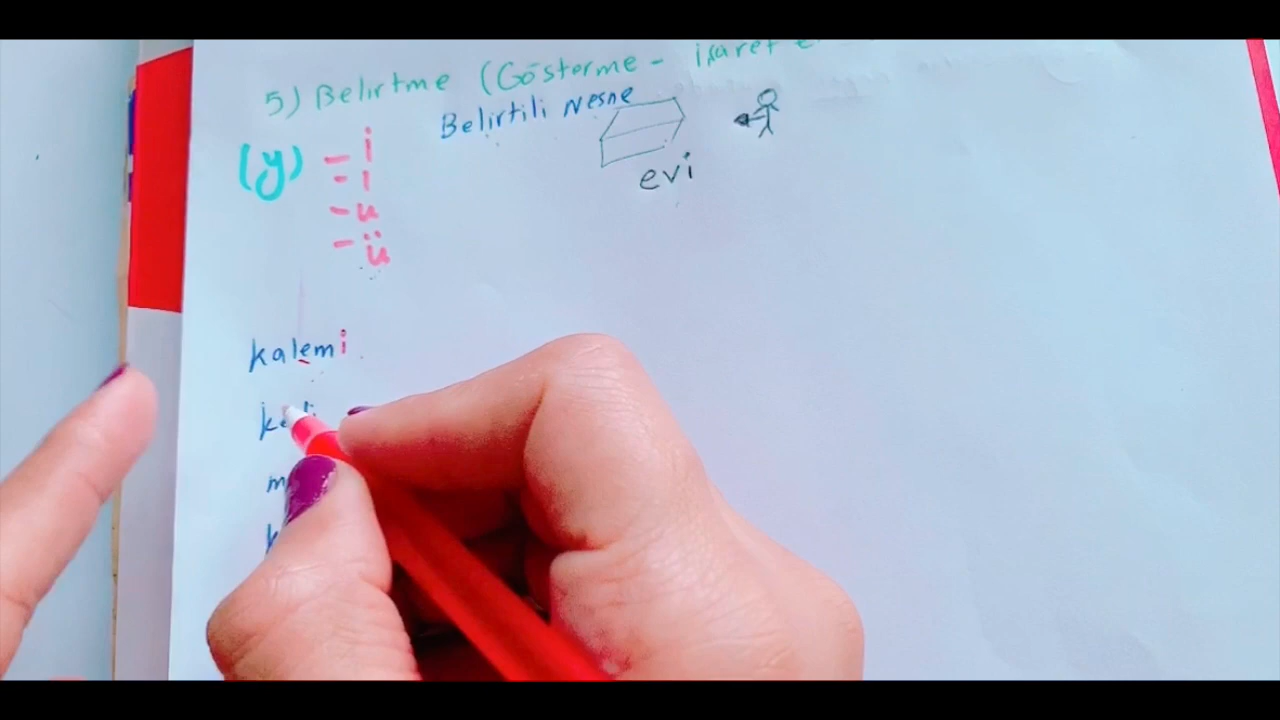 5) Belirtme (Gösterme - işaret
Belirtili Nesne
(y) - i
- ı
- u
- ü
evi
kalemi